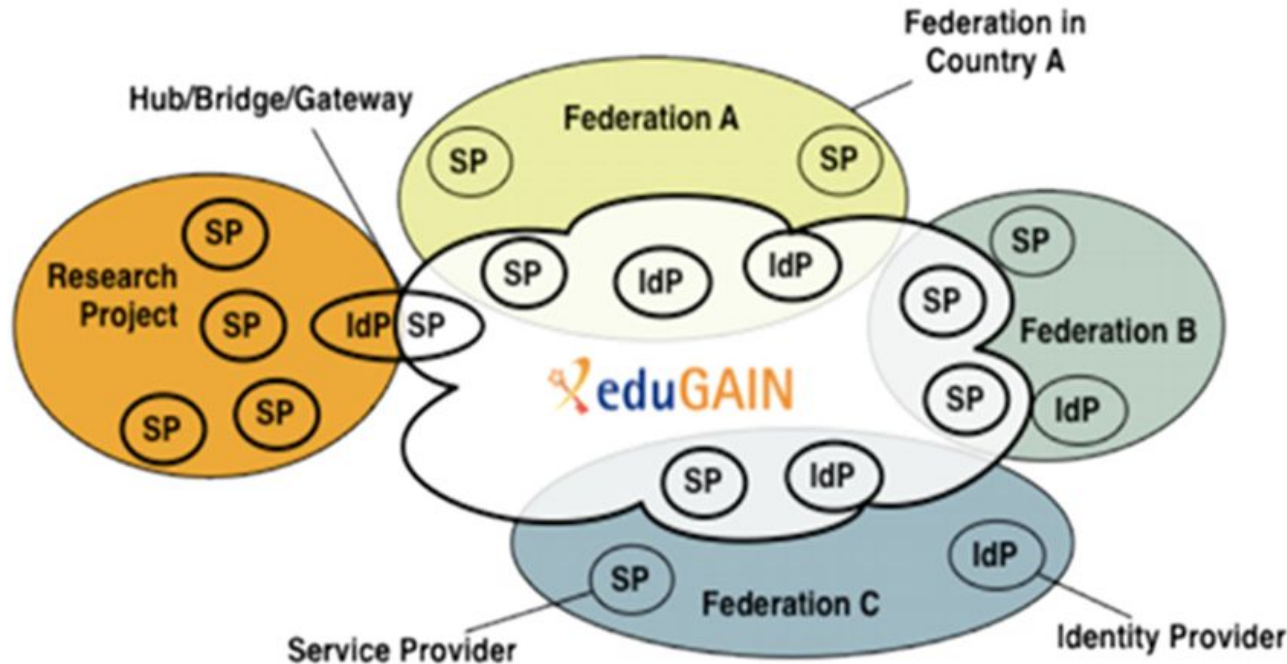 Federation in
Country A
Hub/Bridge/Gateway
Federation A
SP
SP
SP
SP
IdP
IdP
SP
Research
Project
SP
IdP
SP
SP
Federation B
eduGAIN
SP
IdP
SP
SP
SP
IdP
SP
IdP
Federation C
Service Provider
Identity Provider